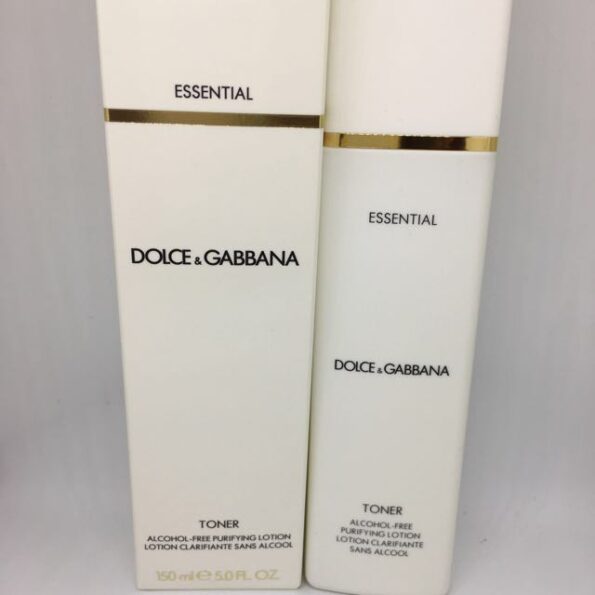 ESSENTIAL
DOLCE & GABBANA
TONER
ALCOHOL-FREE PURIFYING LOTION
LOTION CLARIFIANTE SANS ALCOOL
150 ml ℮ 5.0 FL. OZ.
ESSENTIAL
DOLCE & GABBANA
TONER
ALCOHOL-FREE
PURIFYING LOTION
LOTION CLARIFIANTE
SANS ALCOOL